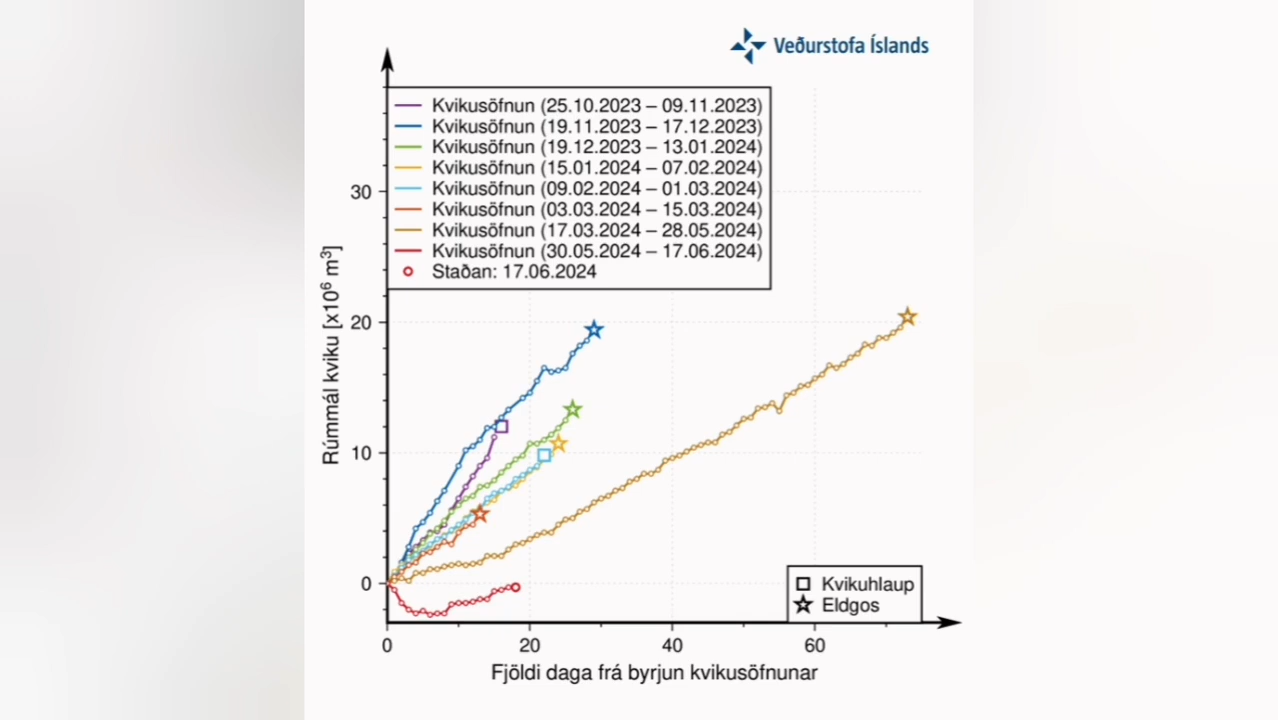 Veðurstofa Íslands
Kvikusöfnun (25.10.2023 – 09.11.2023)
Kvikusöfnun (19.11.2023 – 17.12.2023)
Kvikusöfnun (19.12.2023 – 13.01.2024)
Kvikusöfnun (15.01.2024 – 07.02.2024)
Kvikusöfnun (09.02.2024 – 01.03.2024)
Kvikusöfnun (03.03.2024 – 15.03.2024)
Kvikusöfnun (17.03.2024 – 28.05.2024)
Kvikusöfnun (30.05.2024 – 17.06.2024)
Staðan: 17.06.2024
Rúmmál kviku [x10⁶ m³]
30
20
10
0
Kvikuhlaup
Eldgos
0 20 40 60
Fjöldi daga frá byrjun kvikusöfnunar